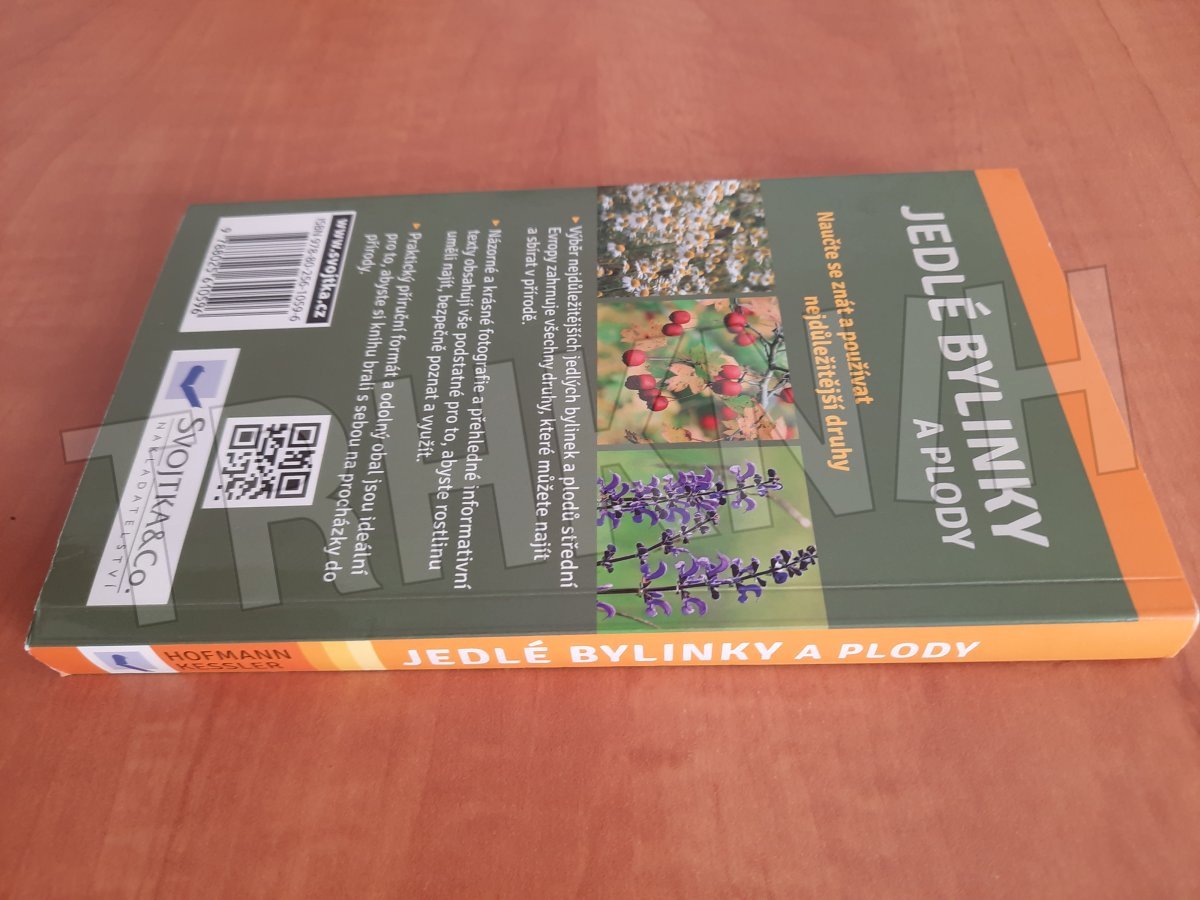 JEDLÉ BYLINKY
A PLODY
Naučte se znát a používat
nejdůležitější druhy
Výběr nejdůležitějších jedlých bylinek a plodů střední
Evropy zahrnuje všechny druhy, které můžete najít
a sbírat v přírodě.
Názorné a krásné fotografie a přehledné informativní
texty obsahují vše podstatné pro to, abyste rostlinu
uměli najít, bezpečně poznat a využít.
Praktický příruční formát a odolný obal jsou ideální
pro to, abyste si knihu brali s sebou na procházky do
přírody.
www.svojtka.cz
ISBN 978-80-256-1059-6
9 788025 610596
SVOJTKA&CO.
NAKLADATELSTVÍ
HOFMANN
KESSLER
JEDLÉ BYLINKY A PLODY
TRHKNIH